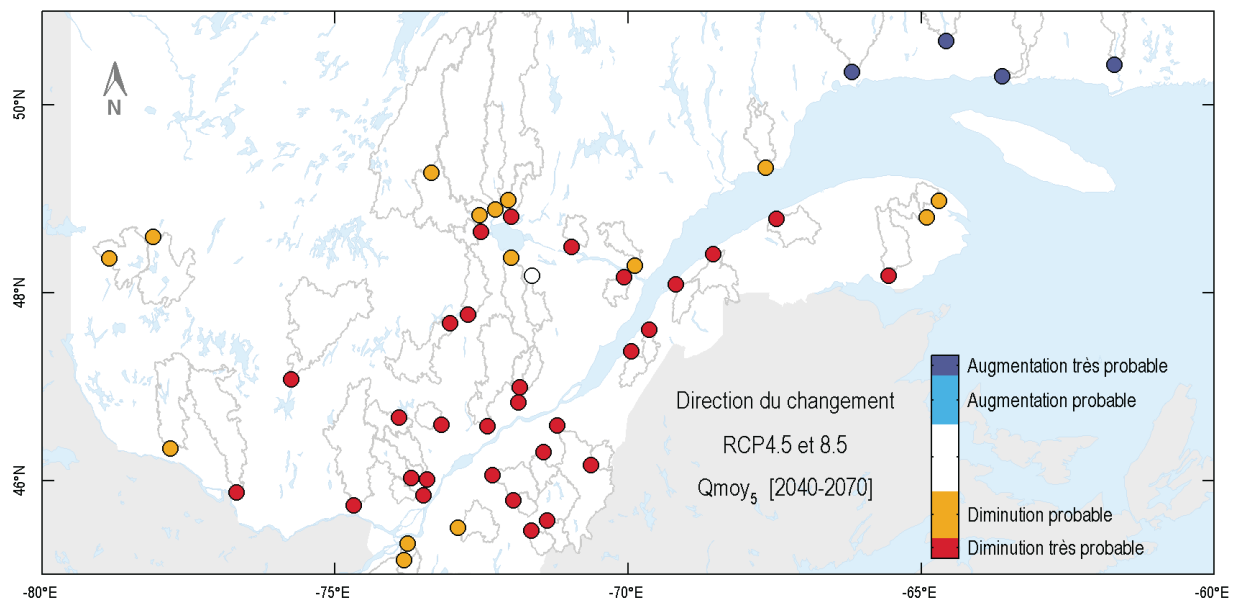 N
50°N
48°N
46°N
Direction du changement
RCP4.5 et 8.5
Qmoy5 [2040-2070]
Augmentation très probable
Augmentation probable
Diminution probable
Diminution très probable
-80°E
-75°E
-70°E
-65°E
-60°E